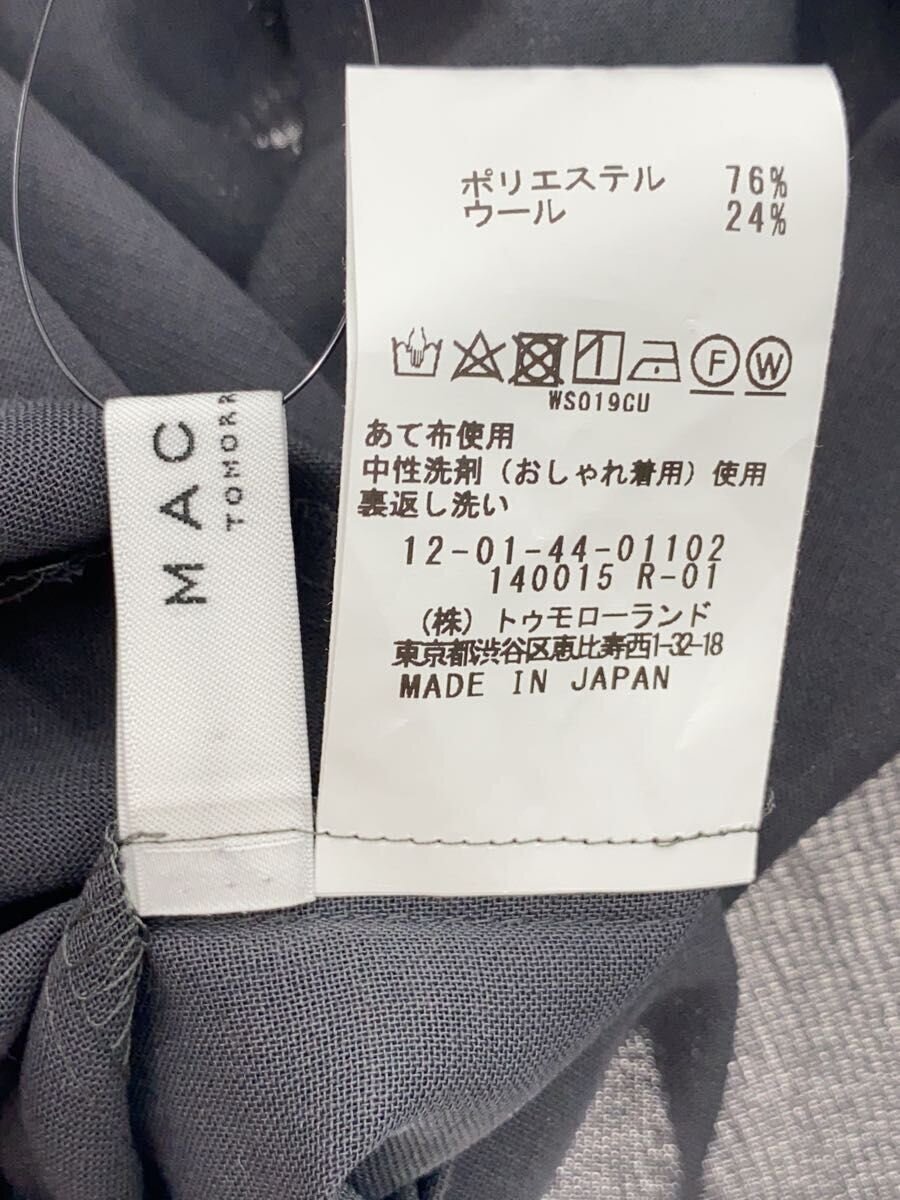 MAC
TOMORR
ポリエステル 76%
ウール 24%
F W
WS019CU
あて布使用
中性洗剤（おしゃれ着用）使用
裏返し洗い
12-01-44-01102
140015 R-01
（株）トゥモローランド
東京都渋谷区恵比寿西1-32-18
MADE IN JAPAN